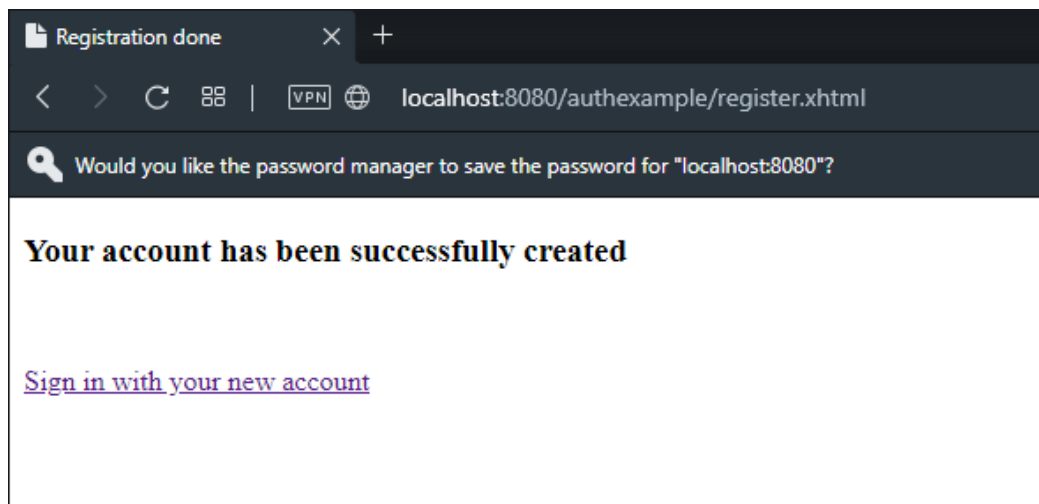 Registration done
VPN localhost:8080/authexample/register.xhtml
Would you like the password manager to save the password for "localhost:8080"?
Your account has been successfully created
Sign in with your new account